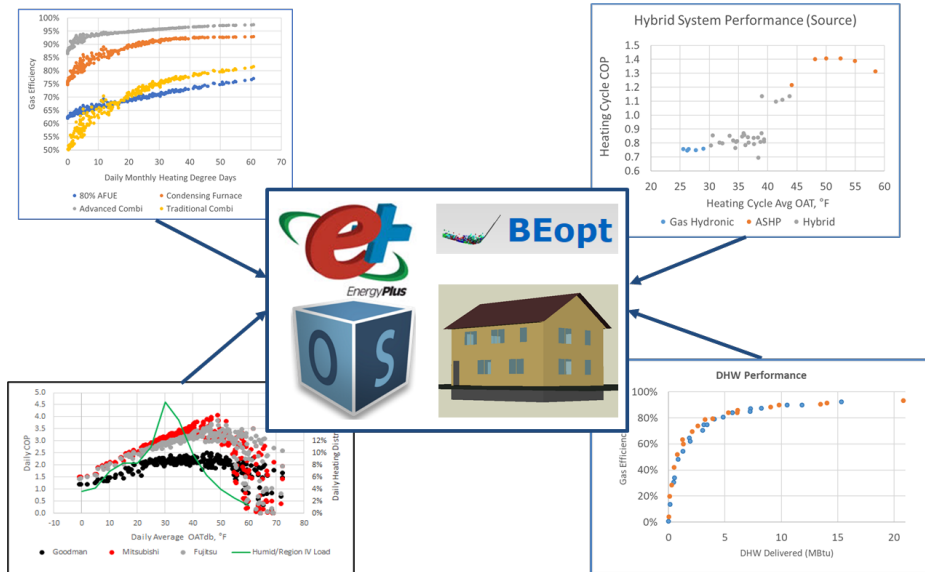 100%
95%
90%
85%
80%
75%
70%
65%
60%
55%
50%
Gas Efficiency
0 10 20 30 40 50 60 70
Daily Monthly Heating Degree Days
80% AFUE Condensing Furnace
Advanced Combi Traditional Combi
Hybrid System Performance (Source)
1.5
1.4
1.3
1.2
1.1
1.0
0.9
0.8
0.7
0.6
Heating Cycle COP
20 25 30 35 40 45 50 55 60
Heating Cycle Avg OAT, °F
Gas Hydronic ASHP Hybrid
e+
EnergyPlus
BEopt
O S
5.0
4.5
4.0
3.5
3.0
2.5
2.0
1.5
1.0
0.5
0.0
Daily COP
12%
10%
8%
6%
4%
2%
0%
Daily Heating
-10 0 10 20 30 40 50 60 70 80
Daily Average OATdb, °F
Goodman Mitsubishi Fujitsu Humid/Region IV Load
DHW Performance
100%
80%
60%
40%
20%
0%
Gas Efficiency
0 5 10 15 20
DHW Delivered (MBtu)